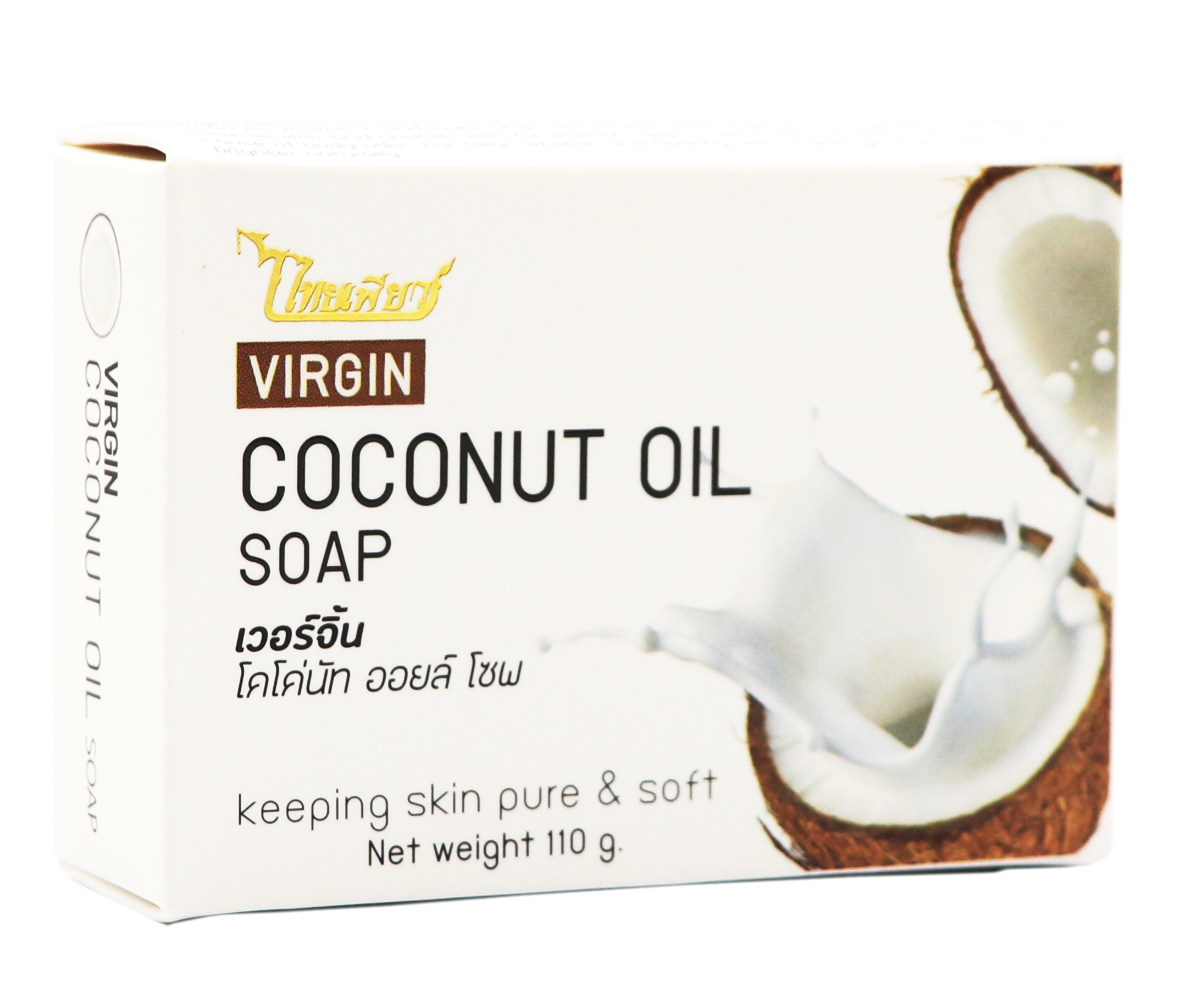 ไทยเพียว
VIRGIN
COCONUT OIL
SOAP
เวอร์จิ้น
โคโค่นัท ออยล์ โซฟ
keeping skin pure & soft
Net weight 110 g.
VIRGIN
COCONUT OIL SOAP